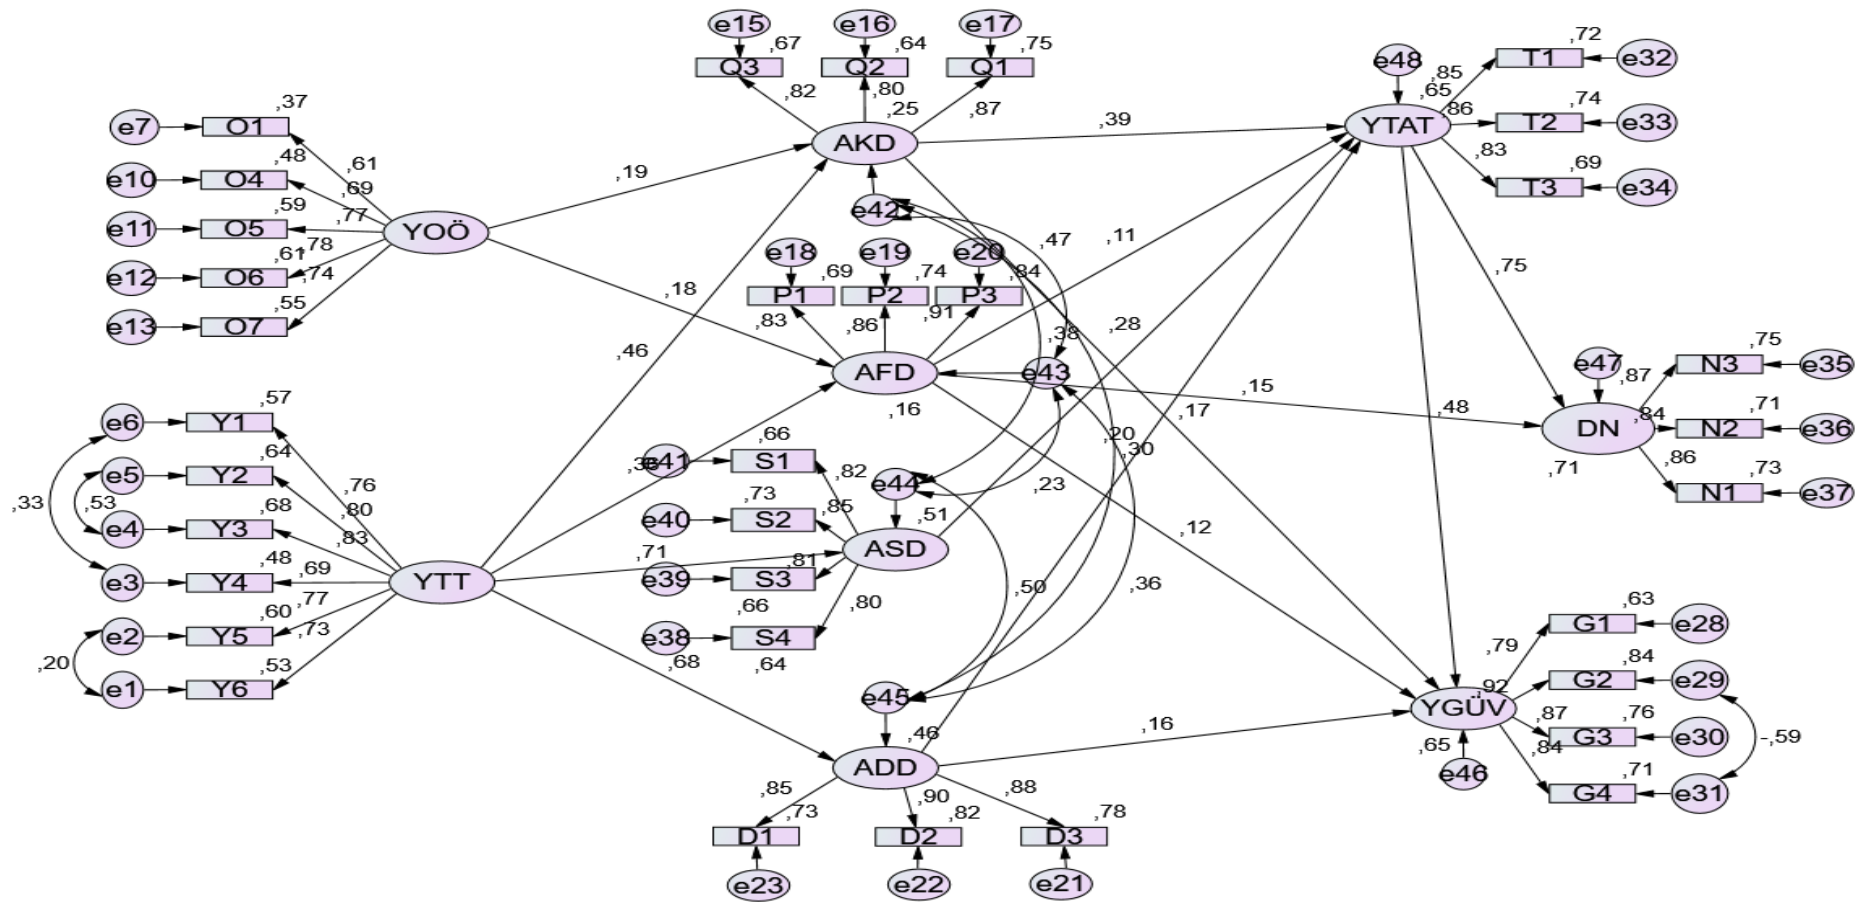 e15 e16 e17
,67 ,64 ,75
Q3 Q2 Q1
,82 ,80 ,87
,25
AKD
e48
,65
YTAT
,85 ,86 ,83
,72
T1 e32
,74
T2 e33
,69
T3 e34
,37
e7 O1
,48
e10 O4
,59
e11 O5
,61
e12 O6
,55
e13 O7
,61
,69
,77
,78
,74
YOÖ
,19
,39
,18
,46
e42
,47
,11
e18 e19 e20
,69 ,74 ,84
P1 P2 P3
,83 ,86 ,91
AFD
,16
e43
,38
,28
,15
,17
,48
,75
e47
,87 ,84 ,86
DN
,71
,75
N3 e35
,71
N2 e36
,73
N1 e37
,57
e6 Y1
,64
e5 Y2
,68
e4 Y3
,48
e3 Y4
,60
e2 Y5
,53
e1 Y6
,33
,53
,20
,76
,80
,83
,69
,77
,73
YTT
,71
,68
e41 S1
,66
e40 S2
,73
e39 S3
,66
e38 S4
,64
,82
,85
,81
,80
e44
,51
ASD
,20
,30
,23
,12
,50
,36
e45
,46
ADD
,16
,85 ,90 ,88
,73 ,82 ,78
D1 D2 D3
e23 e22 e21
,92
YGÜV
,65
e46
,79
,87
,84
,63
G1 e28
,84
G2 e29
,76
G3 e30
,71
G4 e31
-,59